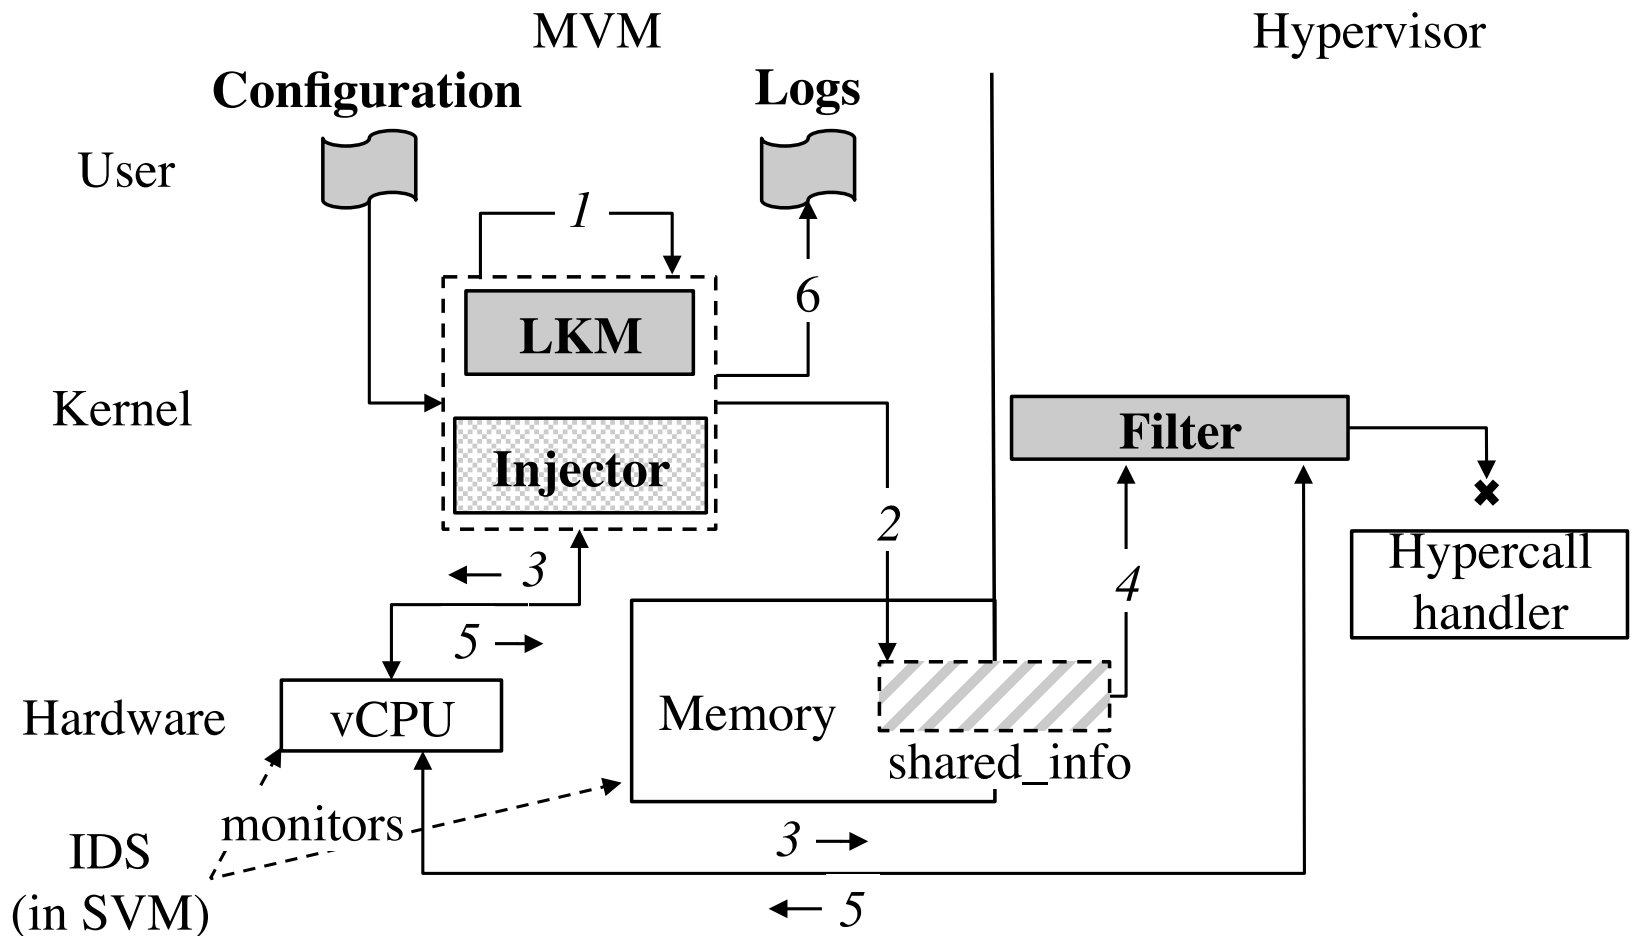 MVM
Hypervisor
Configuration
Logs
User
1
6
LKM
Kernel
Filter
Injector
2
3
4
Hypercall
handler
5
Hardware
vCPU
Memory
shared_info
monitors
3
IDS
(in SVM)
5